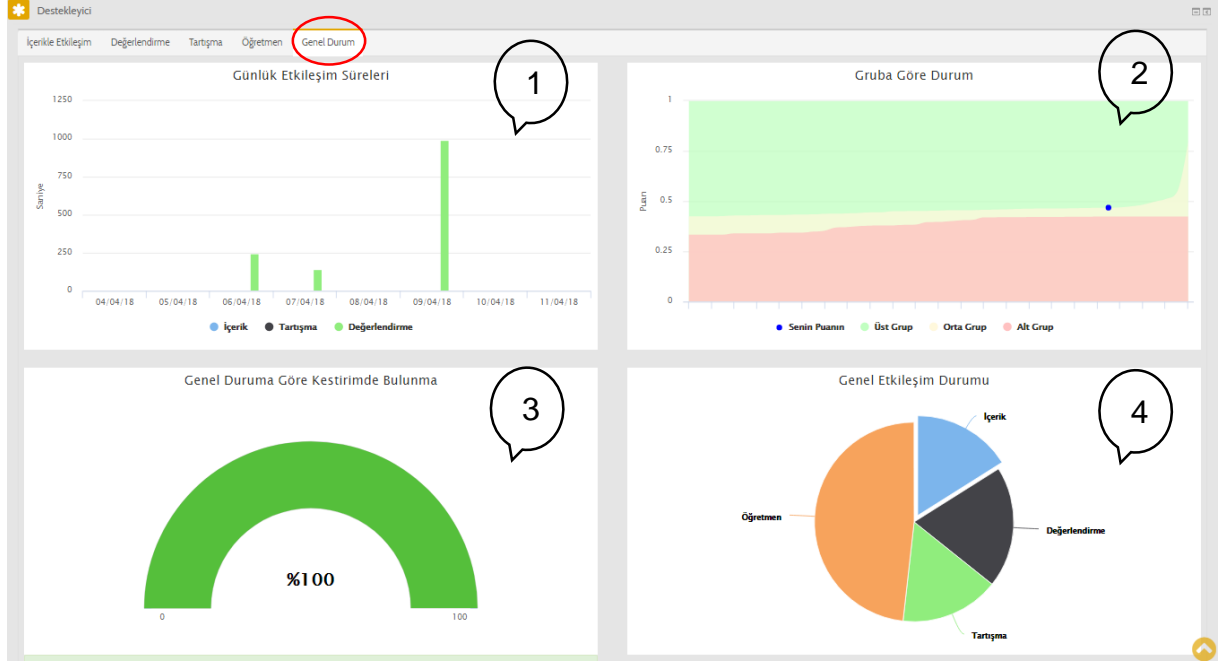 Destekleyici
İçerikle Etkileşim Değerlendirme Tartışma Öğretmen Genel Durum
Günlük Etkileşim Süreleri
1
1250
1000
750
500
250
0
Saniye
04/04/18 05/04/18 06/04/18 07/04/18 08/04/18 09/04/18 10/04/18 11/04/18
İçerik Tartışma Değerlendirme
Gruba Göre Durum
2
1
0.75
0.5
0.25
0
Puan
Senin Puanın Üst Grup Orta Grup Alt Grup
Genel Duruma Göre Kestirimde Bulunma
3
%100
0 100
Genel Etkileşim Durumu
4
İçerik
Öğretmen
Değerlendirme
Tartışma